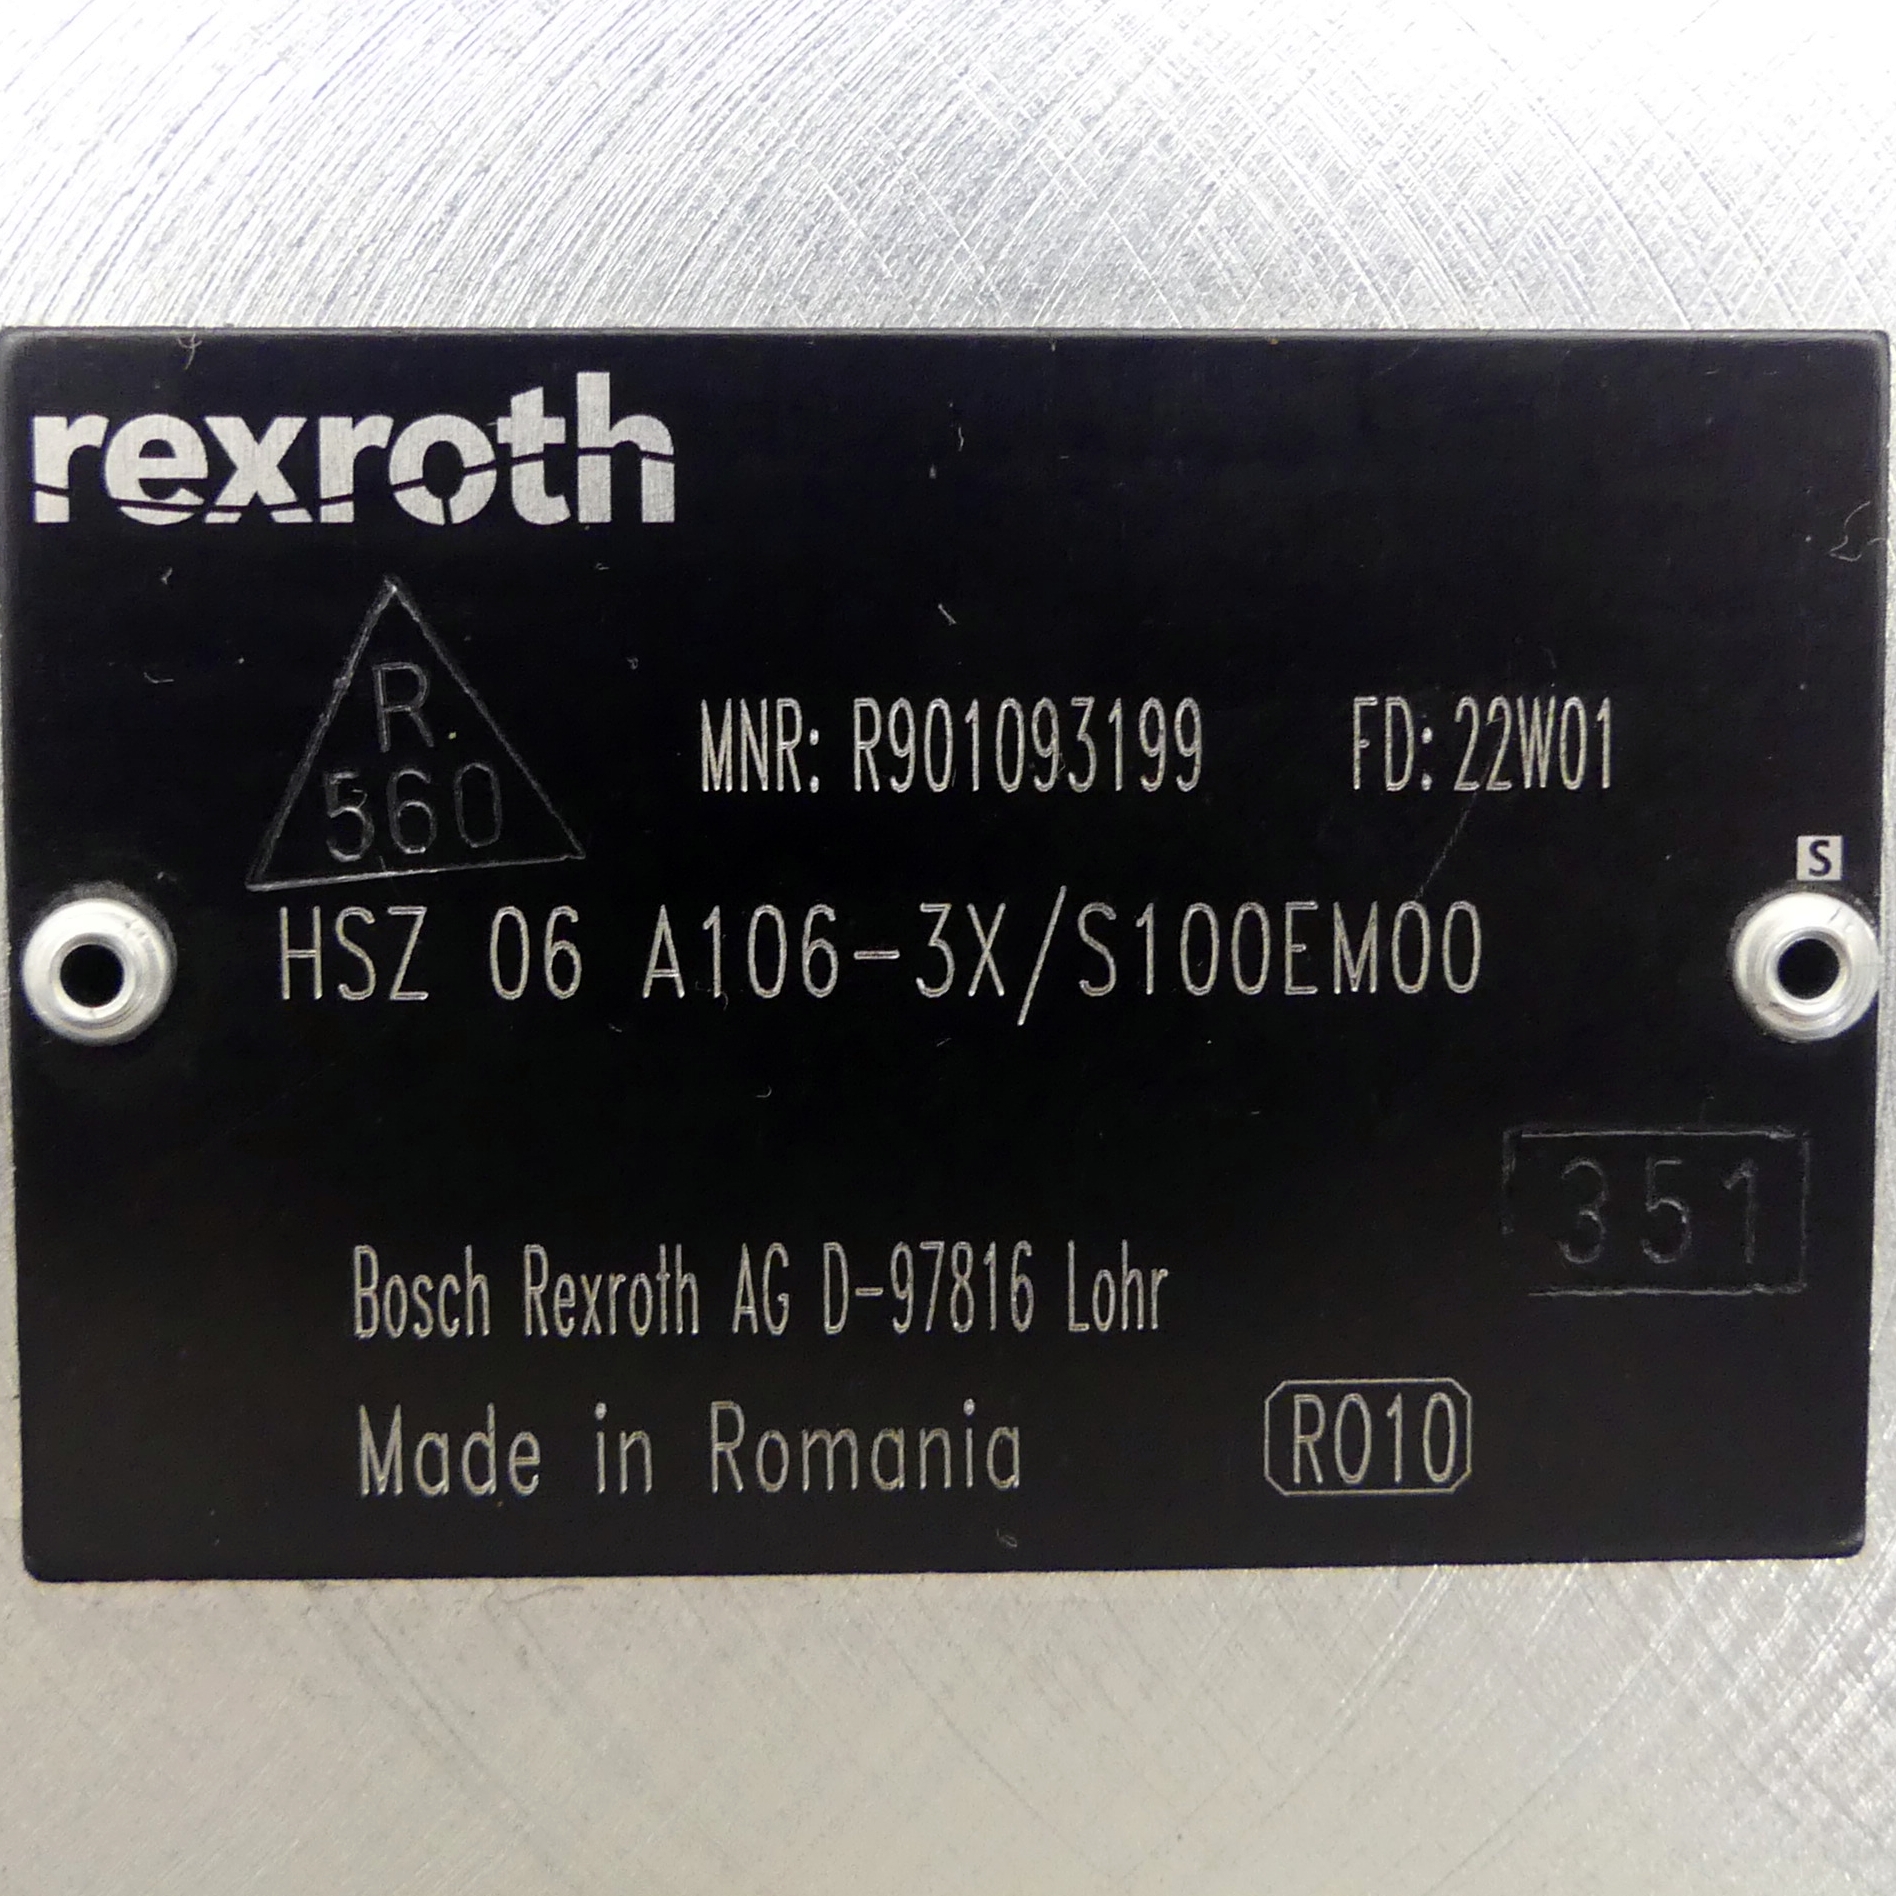 rexroth
R
560
MNR: R901093199 FD: 22W01
S
HSZ 06 A106-3X/S100EM00
351
Bosch Rexroth AG D-97816 Lohr
Made in Romania RO10